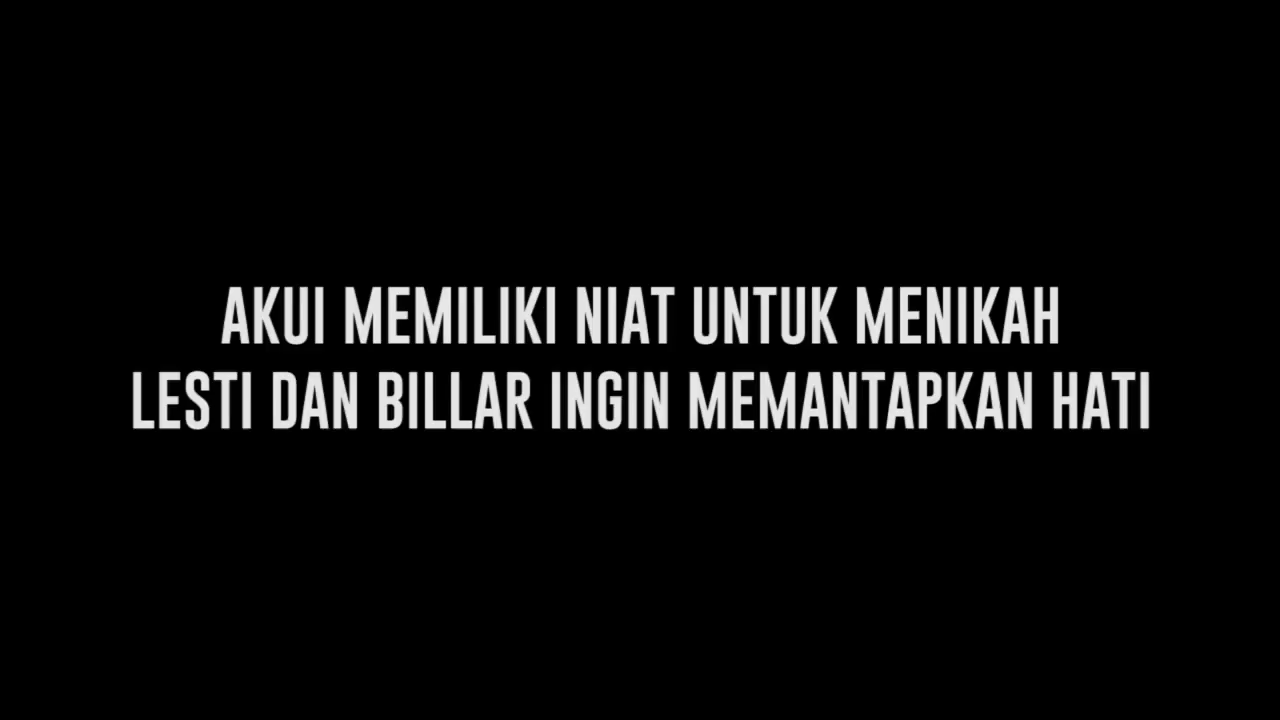 AKUI MEMILIKI NIAT UNTUK MENIKAH
LESTI DAN BILLAR INGIN MEMANTAPKAN HATI